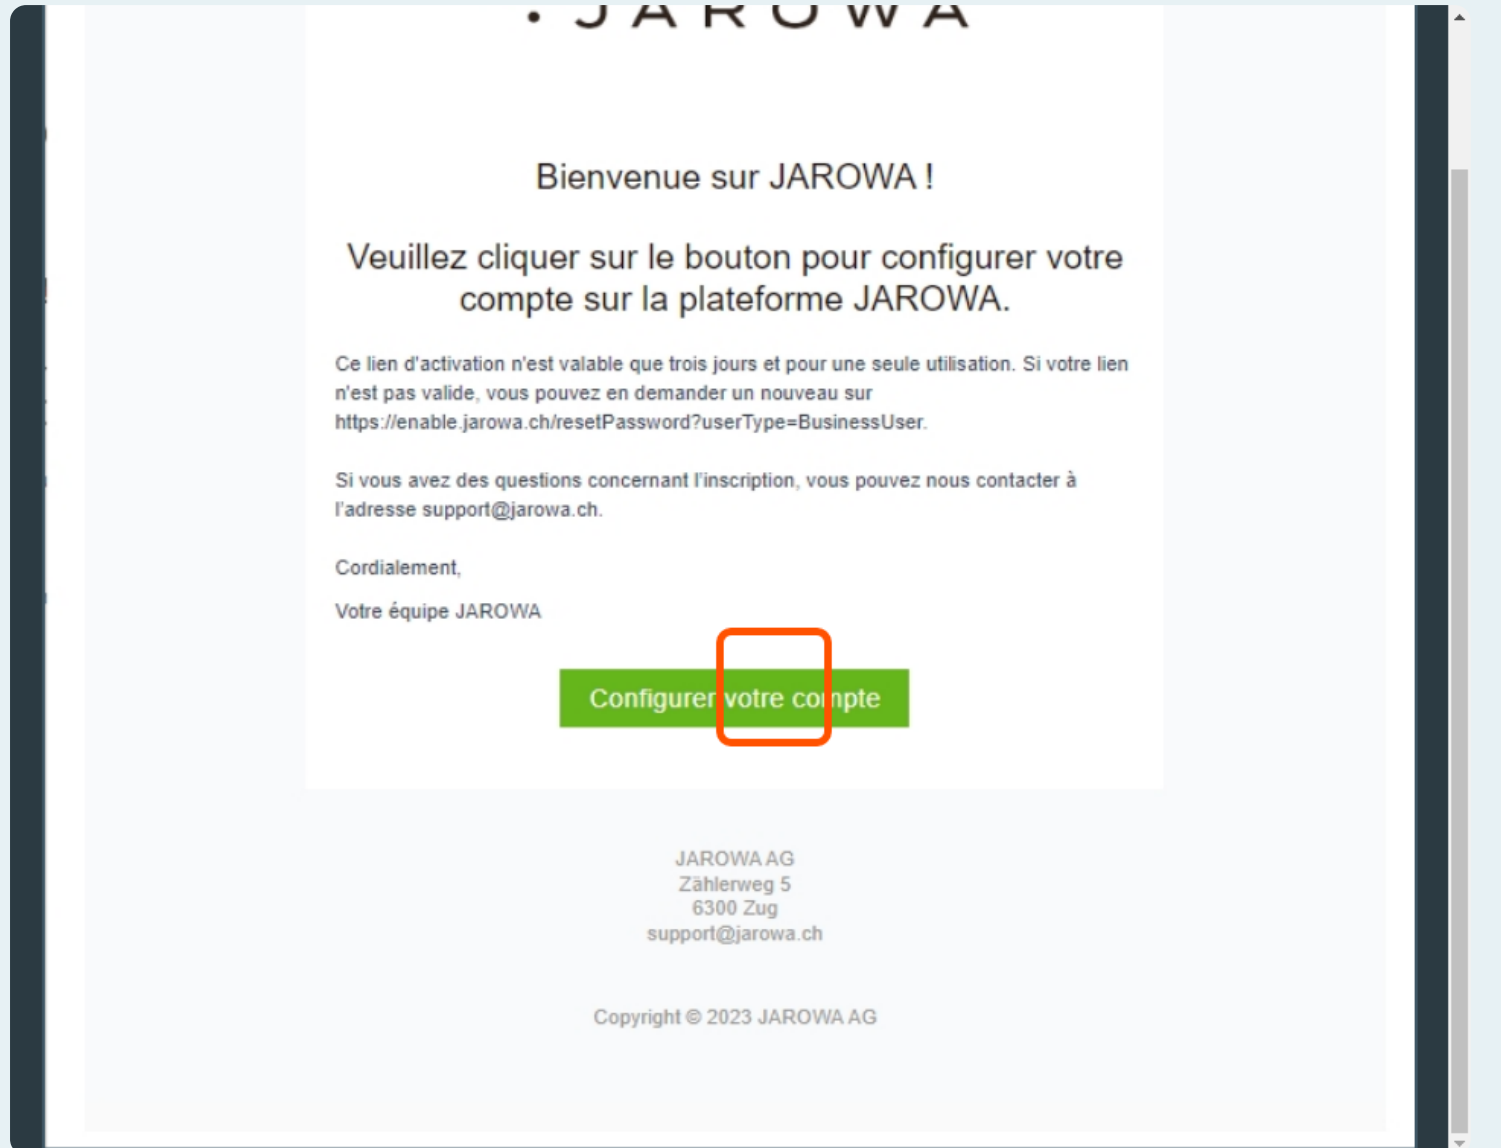 JAROWA
Bienvenue sur JAROWA !
Veuillez cliquer sur le bouton pour configurer votre
compte sur la plateforme JAROWA.
Ce lien d'activation n'est valable que trois jours et pour une seule utilisation. Si votre lien
n'est pas valide, vous pouvez en demander un nouveau sur
https://enable.jarowa.ch/resetPassword?userType=BusinessUser.
Si vous avez des questions concernant l'inscription, vous pouvez nous contacter à
l'adresse support@jarowa.ch.
Cordialement,
Votre équipe JAROWA
Configurer votre compte
JAROWA AG
Zählerweg 5
6300 Zug
support@jarowa.ch
Copyright © 2023 JAROWA AG